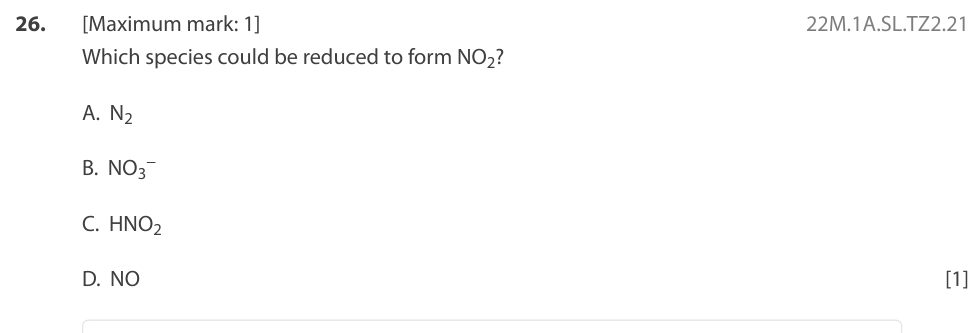 26. [Maximum mark: 1] 22M.1A.SL.TZ2.21
Which species could be reduced to form NO₂?
A. N₂
B. NO₃⁻
C. HNO₂
D. NO [1]